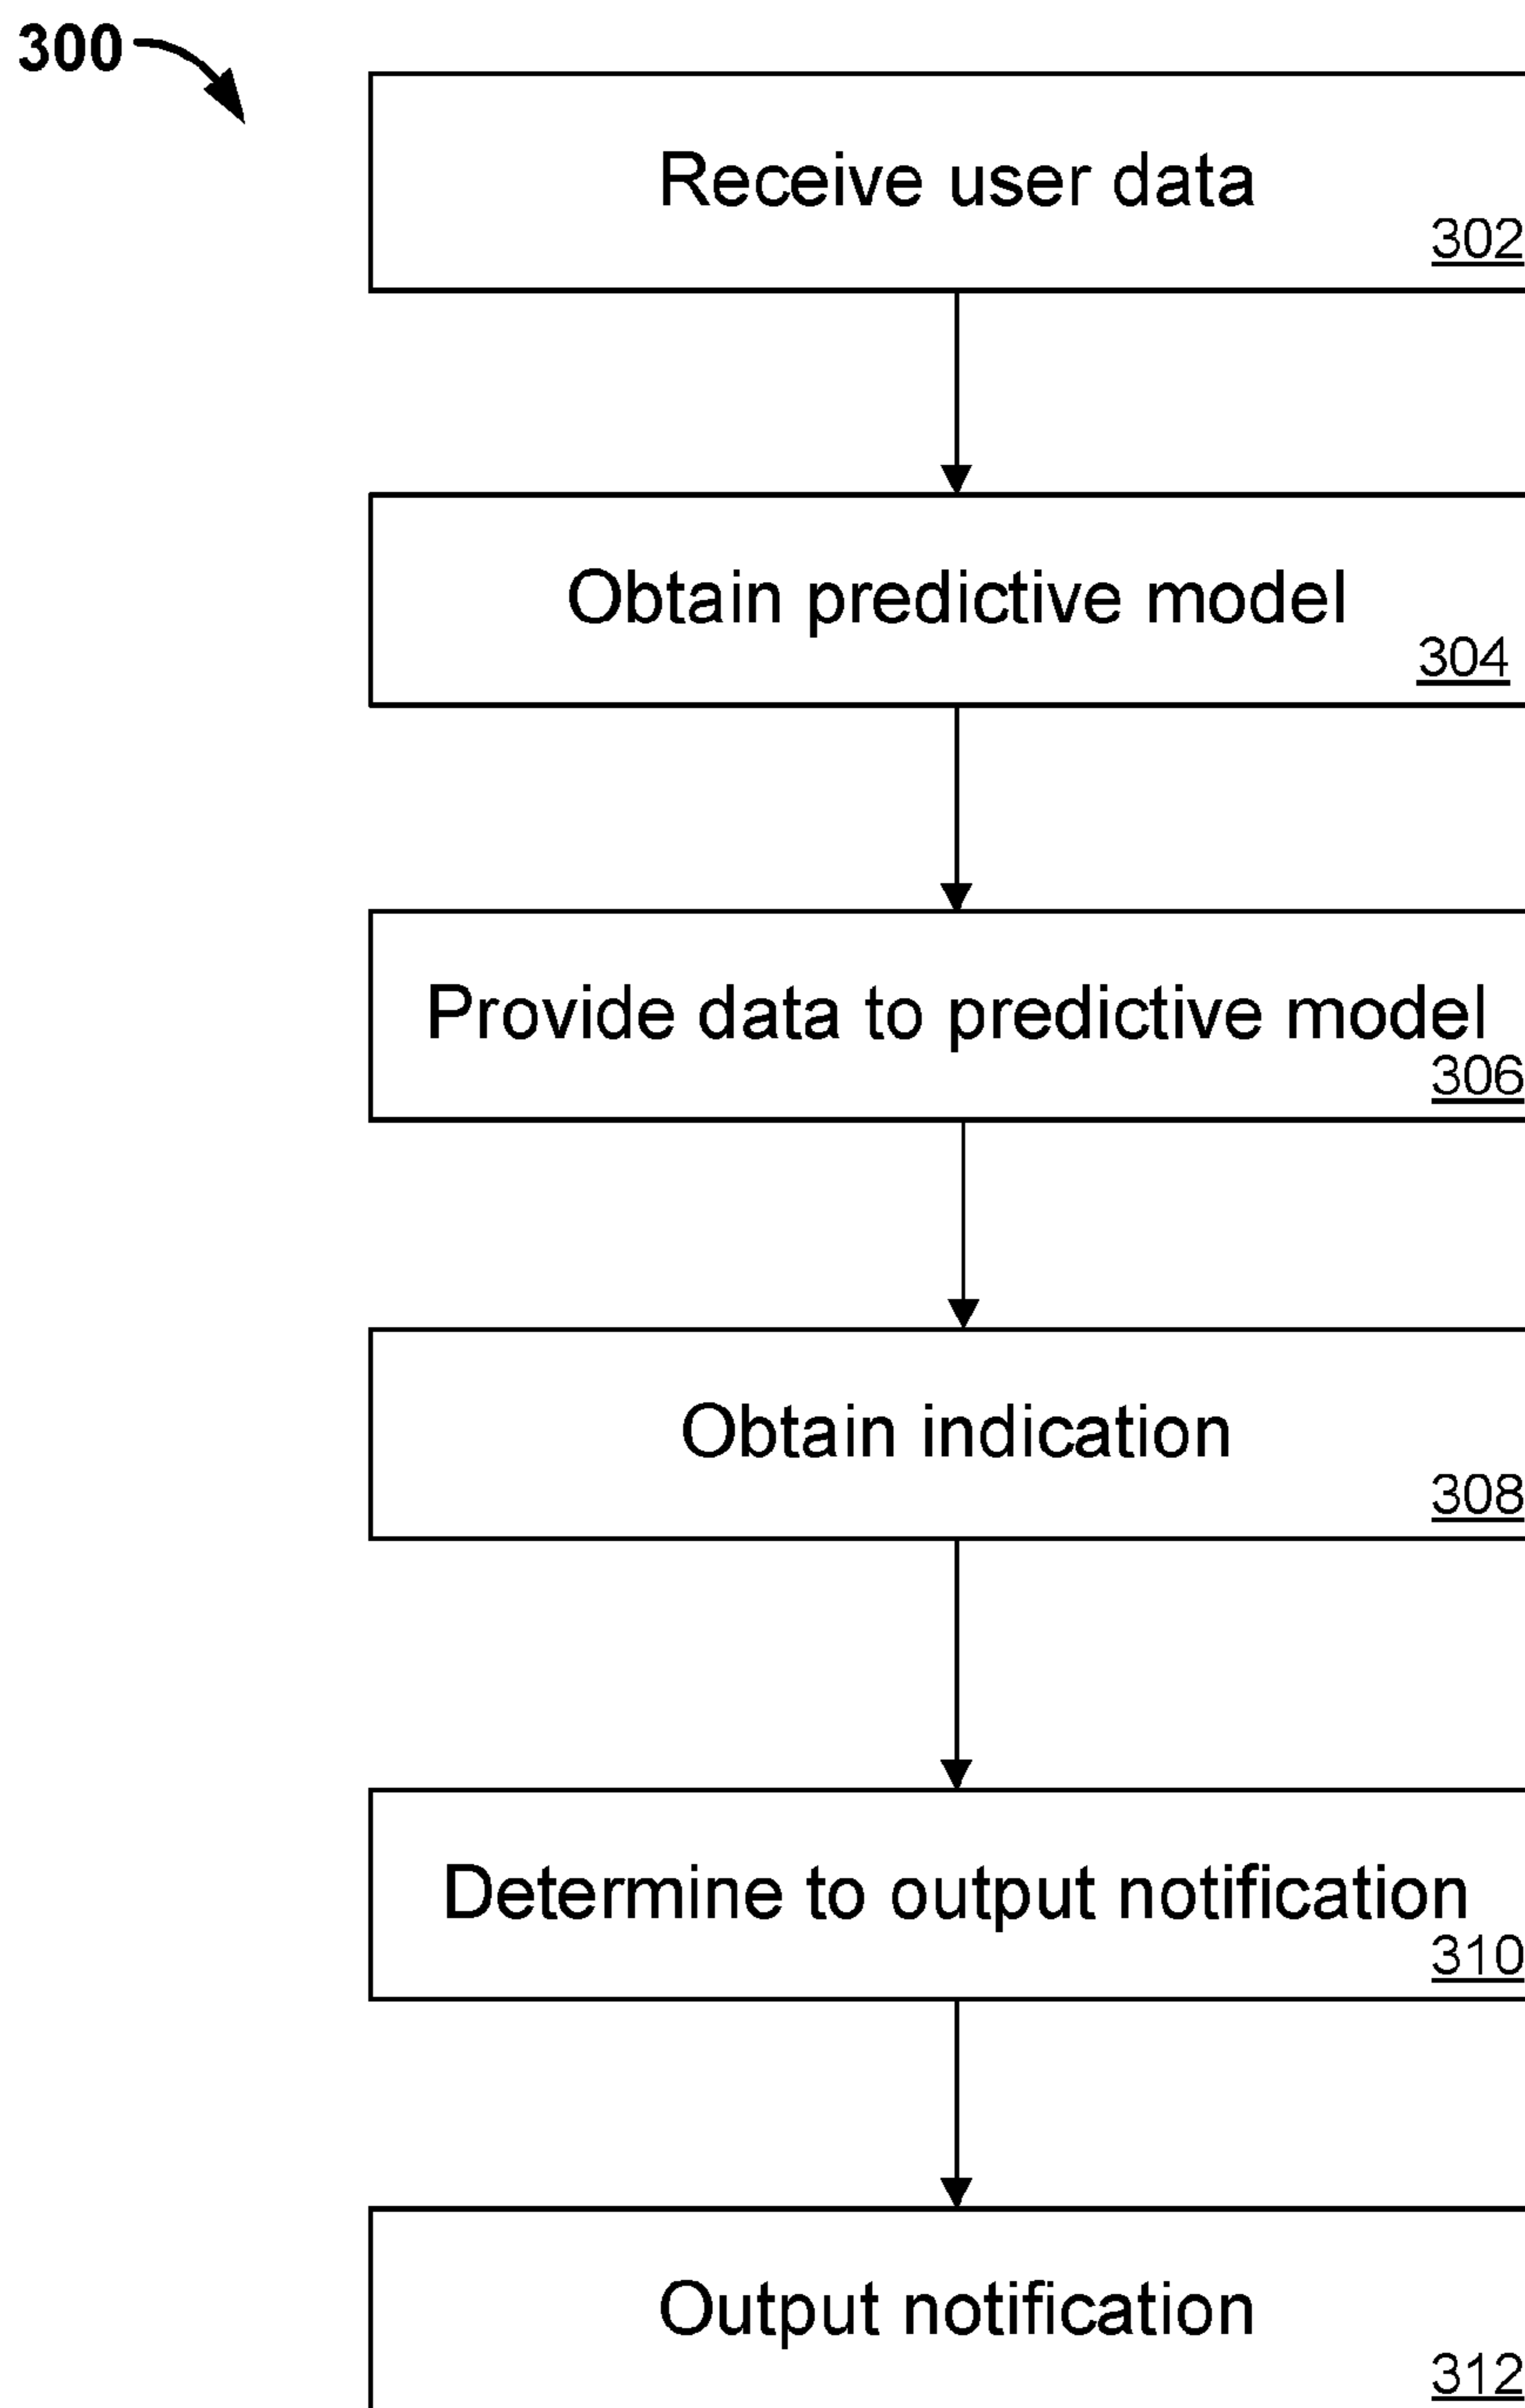 300
Receive user data
302
Obtain predictive model
304
Provide data to predictive model
306
Obtain indication
308
Determine to output notification
310
Output notification
312